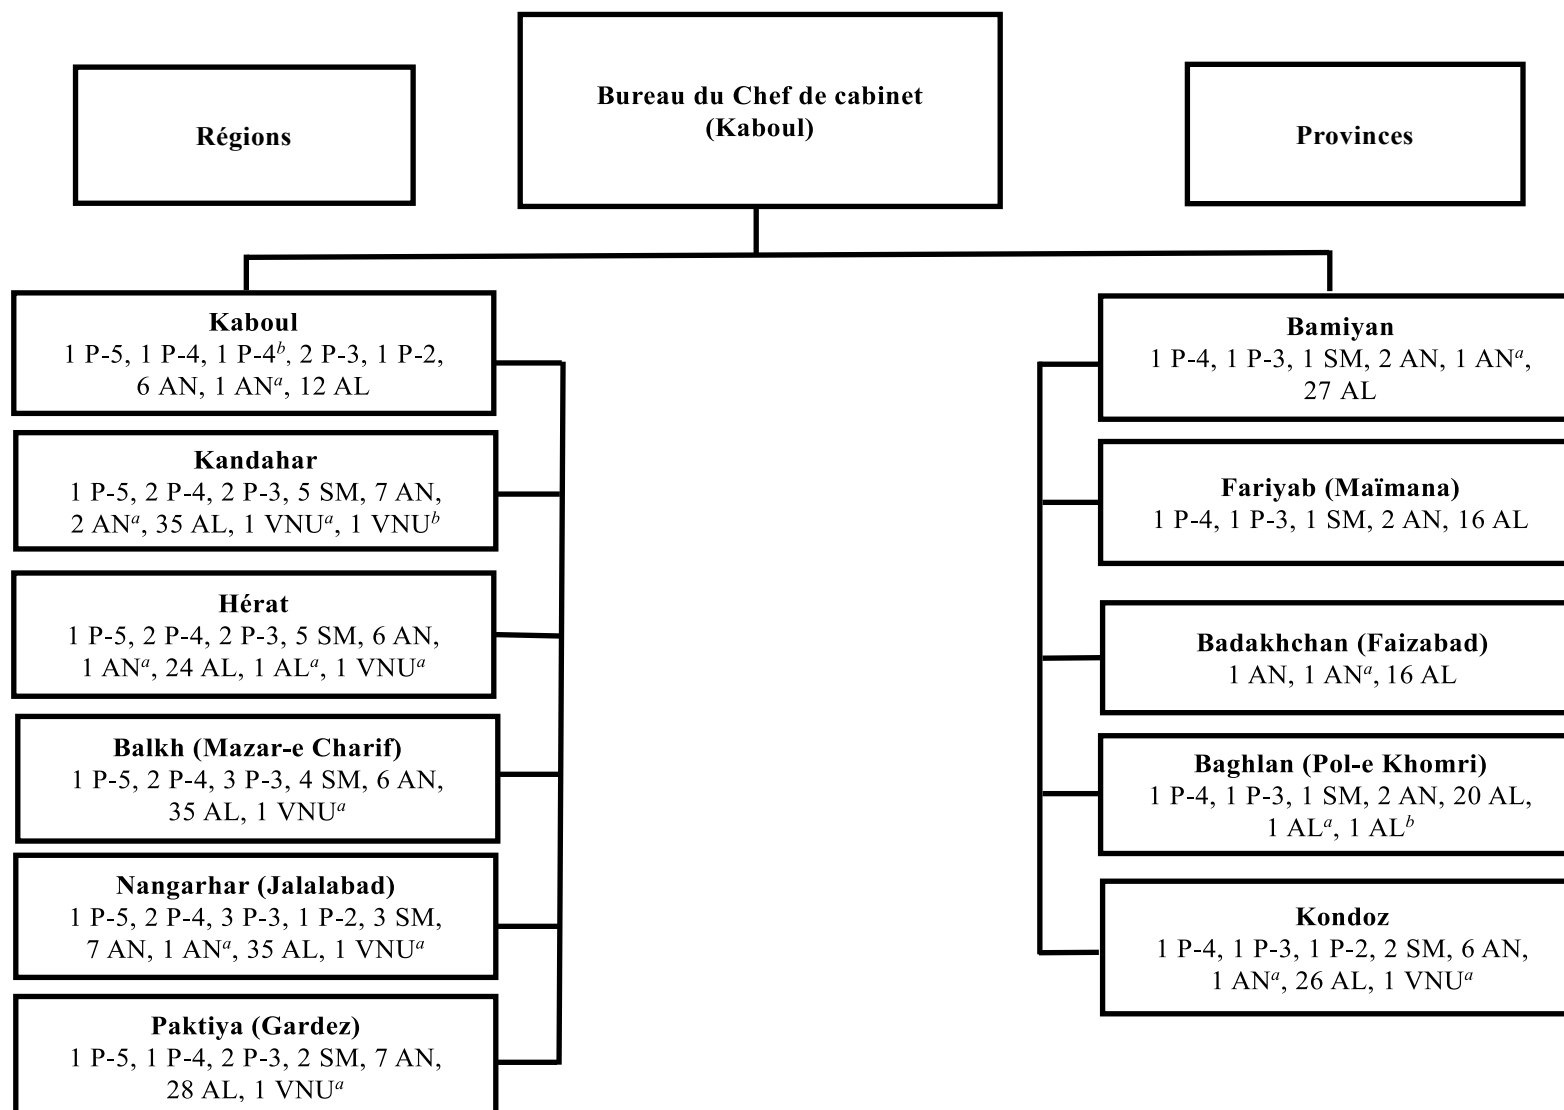 Régions
Bureau du Chef de cabinet
(Kaboul)
Provinces
Kaboul
1 P-5, 1 P-4, 1 P-4ᵇ, 2 P-3, 1 P-2,
6 AN, 1 ANᵃ, 12 AL
Kandahar
1 P-5, 2 P-4, 2 P-3, 5 SM, 7 AN,
2 ANᵃ, 35 AL, 1 VNUᵃ, 1 VNUᵇ
Hérat
1 P-5, 2 P-4, 2 P-3, 5 SM, 6 AN,
1 ANᵃ, 24 AL, 1 ALᵃ, 1 VNUᵃ
Balkh (Mazar-e Charif)
1 P-5, 2 P-4, 3 P-3, 4 SM, 6 AN,
35 AL, 1 VNUᵃ
Nangarhar (Jalalabad)
1 P-5, 2 P-4, 3 P-3, 1 P-2, 3 SM,
7 AN, 1 ANᵃ, 35 AL, 1 VNUᵃ
Paktiya (Gardez)
1 P-5, 1 P-4, 2 P-3, 2 SM, 7 AN,
28 AL, 1 VNUᵃ
Bamiyan
1 P-4, 1 P-3, 1 SM, 2 AN, 1 ANᵃ,
27 AL
Fariyab (Maïmana)
1 P-4, 1 P-3, 1 SM, 2 AN, 16 AL
Badakhchan (Faizabad)
1 AN, 1 ANᵃ, 16 AL
Baghlan (Pol-e Khomri)
1 P-4, 1 P-3, 1 SM, 2 AN, 20 AL,
1 ALᵃ, 1 ALᵇ
Kondoz
1 P-4, 1 P-3, 1 P-2, 2 SM, 6 AN,
1 ANᵃ, 26 AL, 1 VNUᵃ